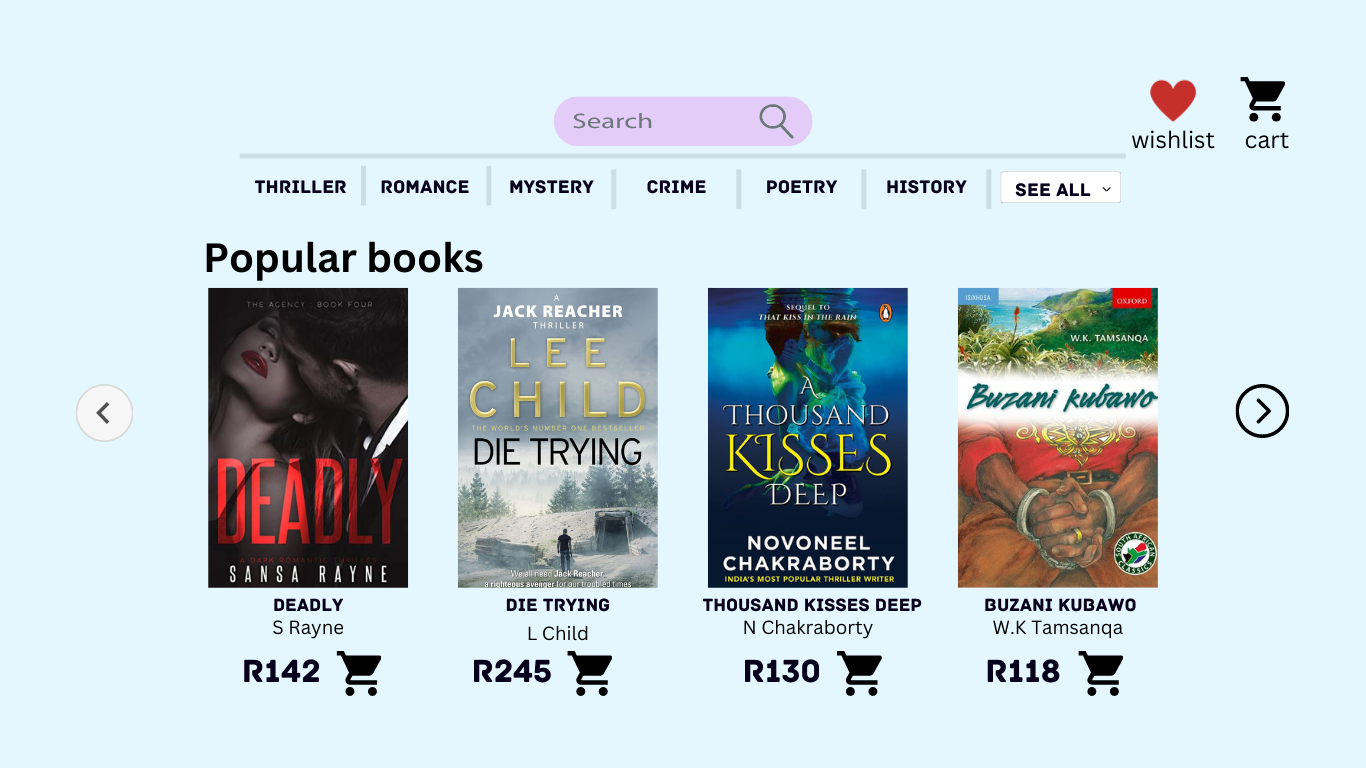 Search
wishlist
cart
THRILLER
ROMANCE
MYSTERY
CRIME
POETRY
HISTORY
SEE ALL
Popular books
THE AGENCY BOOK FOUR
DEADLY
A DARK ROMANTIC THRILLER
SANSA RAYNE
A
JACK REACHER
THRILLER
LEE
CHILD
THE WORLD'S NUMBER ONE BESTSELLER
DIE TRYING
We all need Jack Reacher,
a righteous avenger for our troubled times
SEQUEL TO
THAT KISS IN THE RAIN
A
THOUSAND
KISSES
DEEP
NOVONEEL
CHAKRABORTY
INDIA'S MOST POPULAR THRILLER WRITER
ISIXHOSA
OXFORD
W.K. TAMSANQA
Buzani kubawo
SOUTH AFRICAN
CLASSICS
DEADLY
S Rayne
R142
DIE TRYING
L Child
R245
THOUSAND KISSES DEEP
N Chakraborty
R130
BUZANI KUBAWO
W.K Tamsanqa
R118